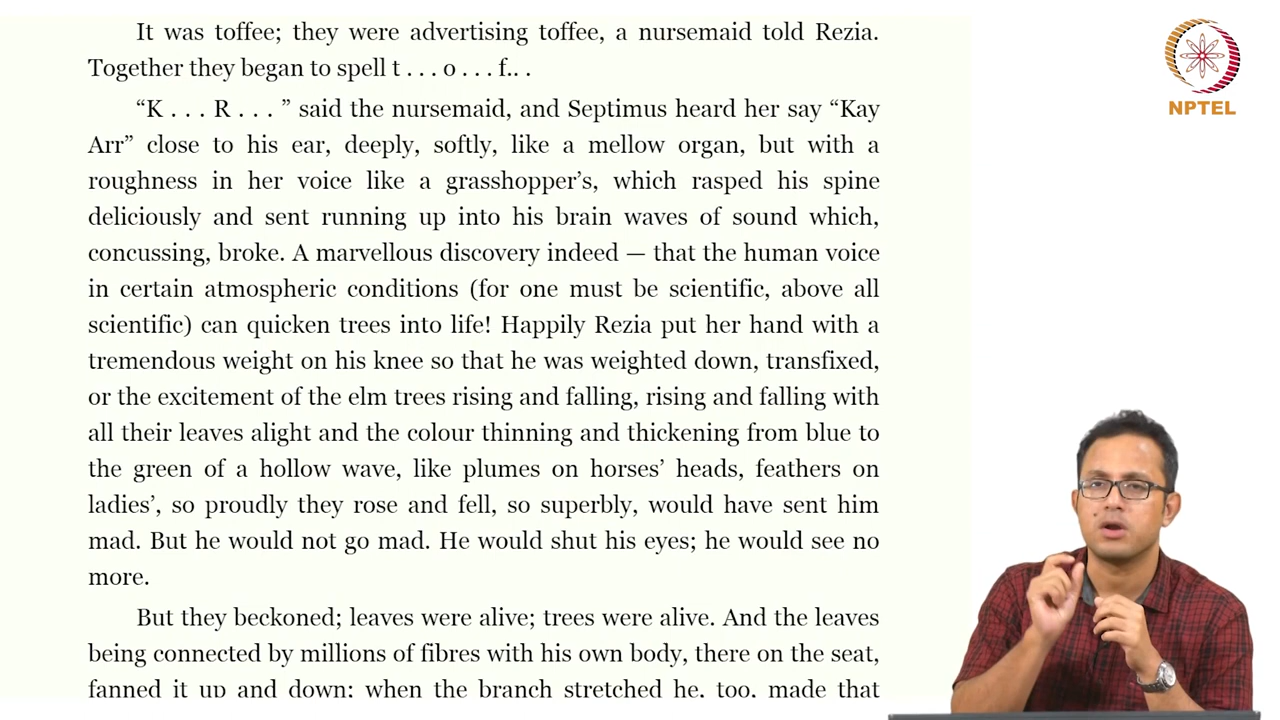 It was toffee; they were advertising toffee, a nursemaid told Rezia.
Together they began to spell t . . . o . . . f.. .
“K . . . R . . . ” said the nursemaid, and Septimus heard her say “Kay
Arr” close to his ear, deeply, softly, like a mellow organ, but with a
roughness in her voice like a grasshopper’s, which rasped his spine
deliciously and sent running up into his brain waves of sound which,
concussing, broke. A marvellous discovery indeed — that the human voice
in certain atmospheric conditions (for one must be scientific, above all
scientific) can quicken trees into life! Happily Rezia put her hand with a
tremendous weight on his knee so that he was weighted down, transfixed,
or the excitement of the elm trees rising and falling, rising and falling with
all their leaves alight and the colour thinning and thickening from blue to
the green of a hollow wave, like plumes on horses’ heads, feathers on
ladies’, so proudly they rose and fell, so superbly, would have sent him
mad. But he would not go mad. He would shut his eyes; he would see no
more.
But they beckoned; leaves were alive; trees were alive. And the leaves
being connected by millions of fibres with his own body, there on the seat,
fanned it up and down; when the branch stretched he, too, made that
NPTEL